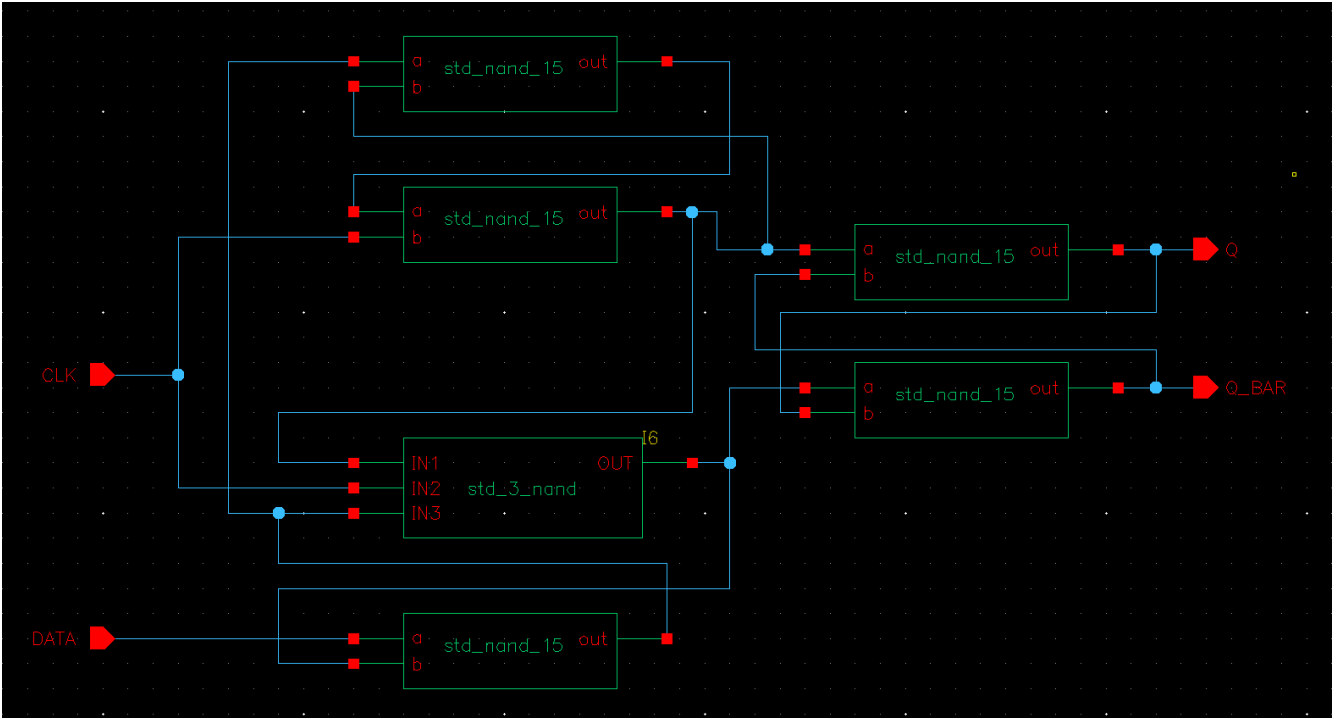 a std_nand_15 out
b
a std_nand_15 out
b
a std_nand_15 out Q
b
CLK
a std_nand_15 out Q_BAR
b
I6
IN1 OUT
IN2 std_3_nand
IN3
DATA a std_nand_15 out
b